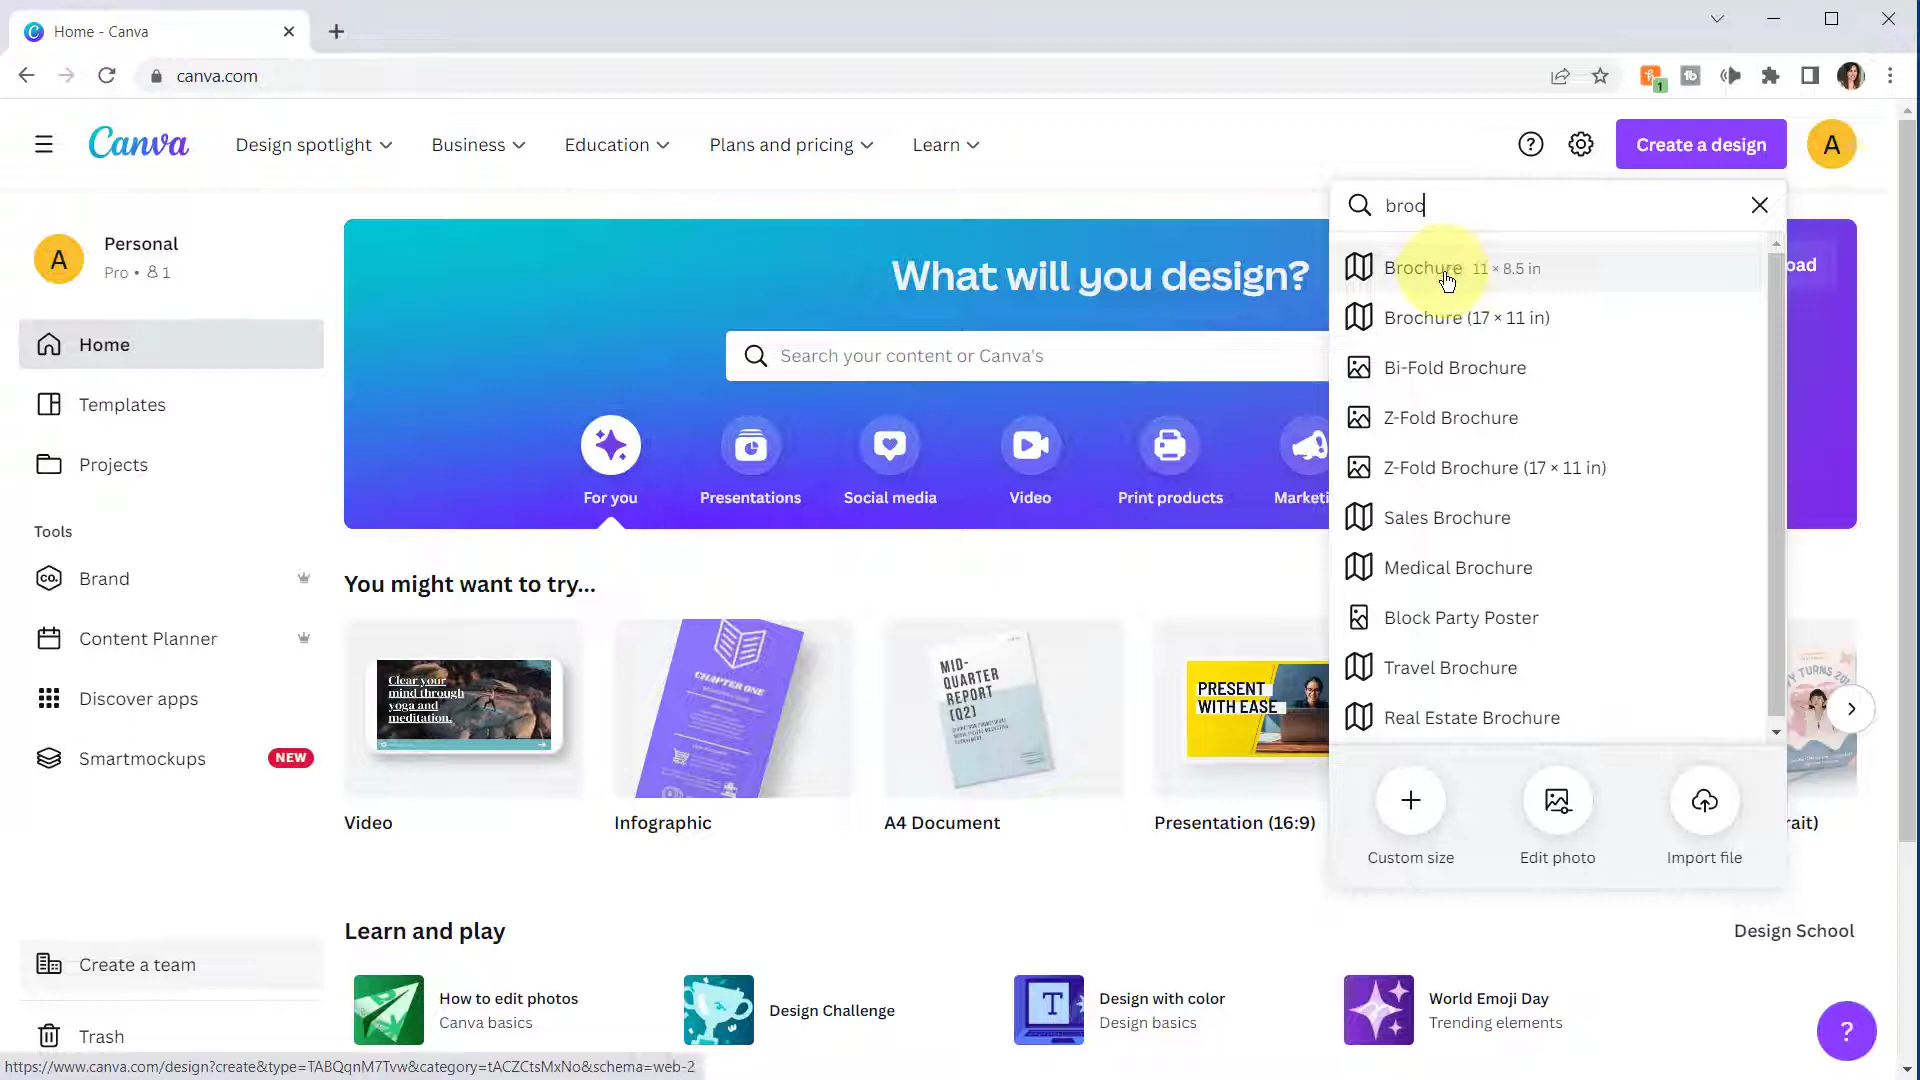 Home - Canva
canva.com
1
Canva
Design spotlight
Business
Education
Plans and pricing
Learn
Create a design
A
A
Personal
Pro • 1
Home
Templates
Projects
Tools
CO.
Brand
Content Planner
Discover apps
Smartmockups
NEW
Create a team
Trash
What will you design?
Search your content or Canva's
For you
Presentations
Social media
Video
Print products
Marketi
oad
broc
Brochure 11 × 8.5 in
Brochure (17 × 11 in)
Bi-Fold Brochure
Z-Fold Brochure
Z-Fold Brochure (17 × 11 in)
Sales Brochure
Medical Brochure
Block Party Poster
Travel Brochure
Real Estate Brochure
Custom size
Edit photo
Import file
You might want to try...
Clear your
mind through
yoga and
meditation.
CHAPTER ONE
MID-
QUARTER
REPORT
(Q2)
PRESENT
WITH EASE
TURNS 20
Video
Infographic
A4 Document
Presentation (16:9)
rait)
Learn and play
Design School
How to edit photos
Canva basics
Design Challenge
T
Design with color
Design basics
World Emoji Day
Trending elements
?
https://www.canva.com/design?create&type=TABQqnM7Tvw&category=tACZCtsMxNo&schema=web-2